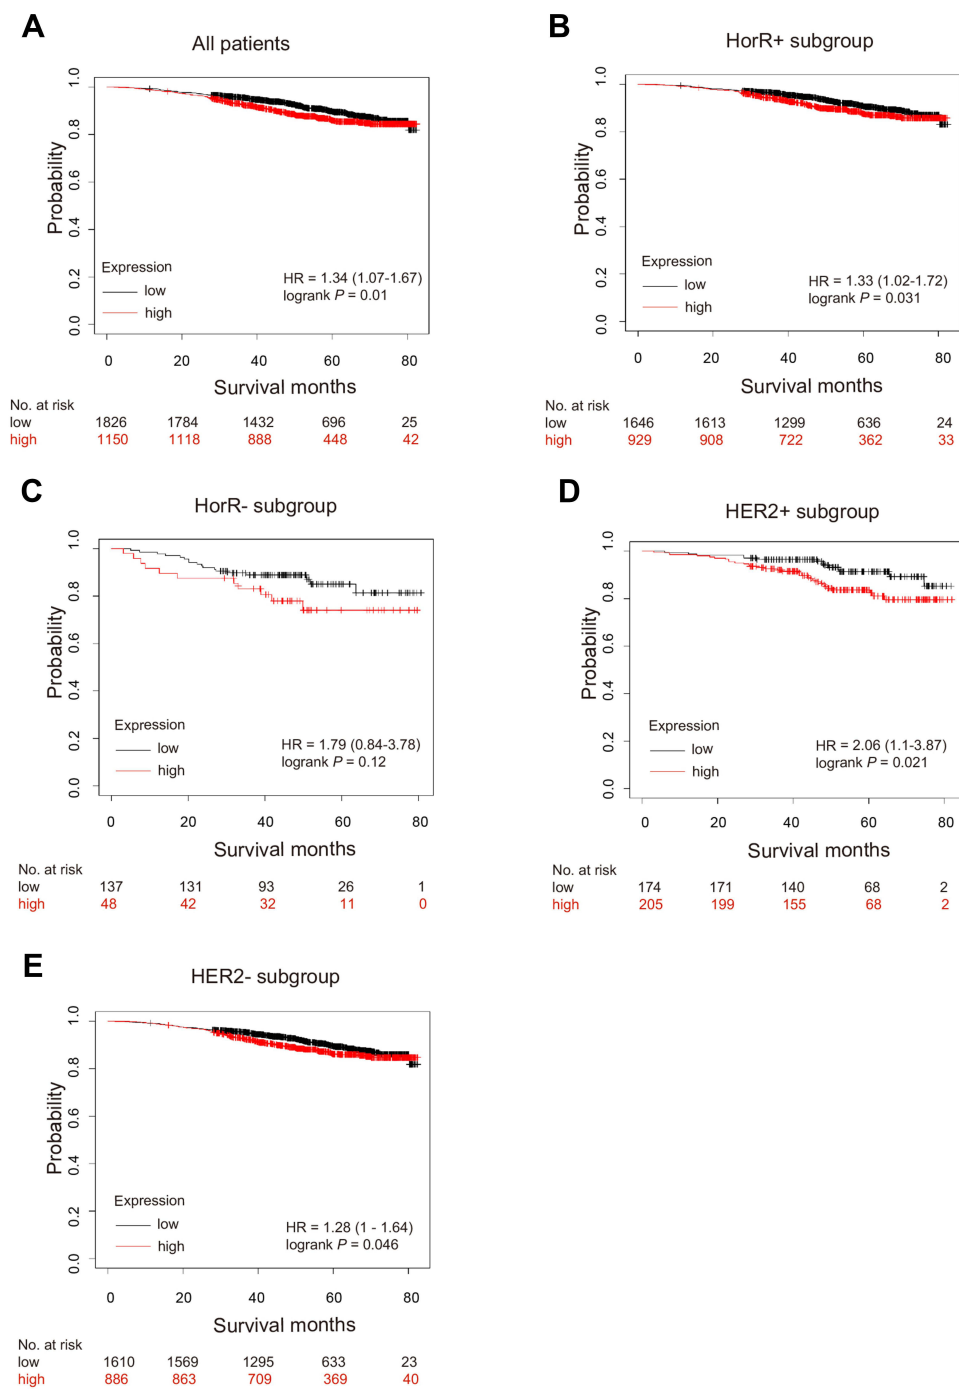 A
All patients
Probability
1.0
0.8
0.6
0.4
0.2
0.0
Expression
low
high
HR = 1.34 (1.07-1.67)
logrank P = 0.01
0 20 40 60 80
Survival months
No. at risk
low 1826 1784 1432 696 25
high 1150 1118 888 448 42
B
HorR+ subgroup
Probability
1.0
0.8
0.6
0.4
0.2
0.0
Expression
low
high
HR = 1.33 (1.02-1.72)
logrank P = 0.031
0 20 40 60 80
Survival months
No. at risk
low 1646 1613 1299 636 24
high 929 908 722 362 33
C
HorR- subgroup
Probability
1.0
0.8
0.6
0.4
0.2
0.0
Expression
low
high
HR = 1.79 (0.84-3.78)
logrank P = 0.12
0 20 40 60 80
Survival months
No. at risk
low 137 131 93 26 1
high 48 42 32 11 0
D
HER2+ subgroup
Probability
1.0
0.8
0.6
0.4
0.2
0.0
Expression
low
high
HR = 2.06 (1.1-3.87)
logrank P = 0.021
0 20 40 60 80
Survival months
No. at risk
low 174 171 140 68 2
high 205 199 155 68 2
E
HER2- subgroup
Probability
1.0
0.8
0.6
0.4
0.2
0.0
Expression
low
high
HR = 1.28 (1 - 1.64)
logrank P = 0.046
0 20 40 60 80
Survival months
No. at risk
low 1610 1569 1295 633 23
high 886 863 709 369 40